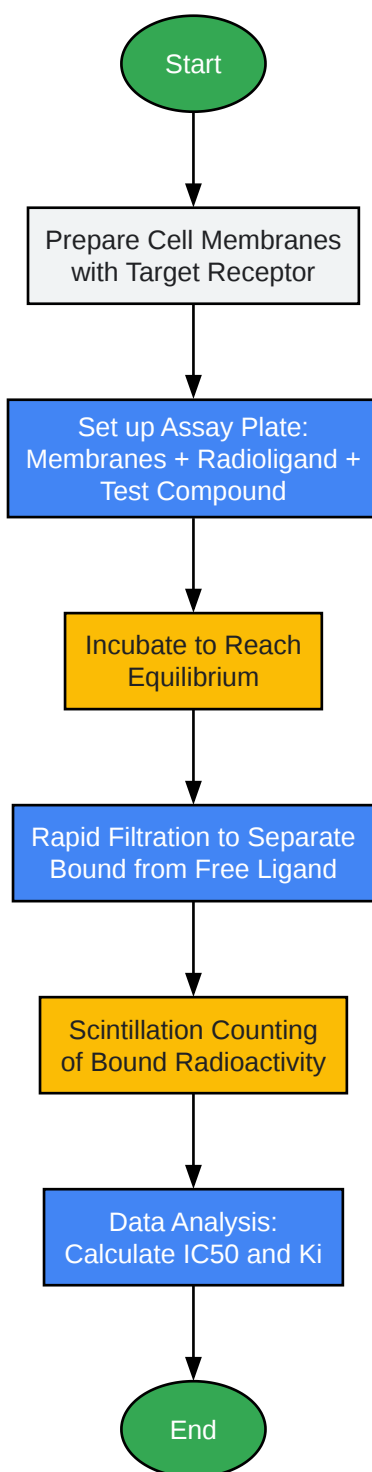 Start
Prepare Cell Membranes
with Target Receptor
Set up Assay Plate:
Membranes + Radioligand +
Test Compound
Incubate to Reach
Equilibrium
Rapid Filtration to Separate
Bound from Free Ligand
Scintillation Counting
of Bound Radioactivity
Data Analysis:
Calculate IC50 and Ki
End